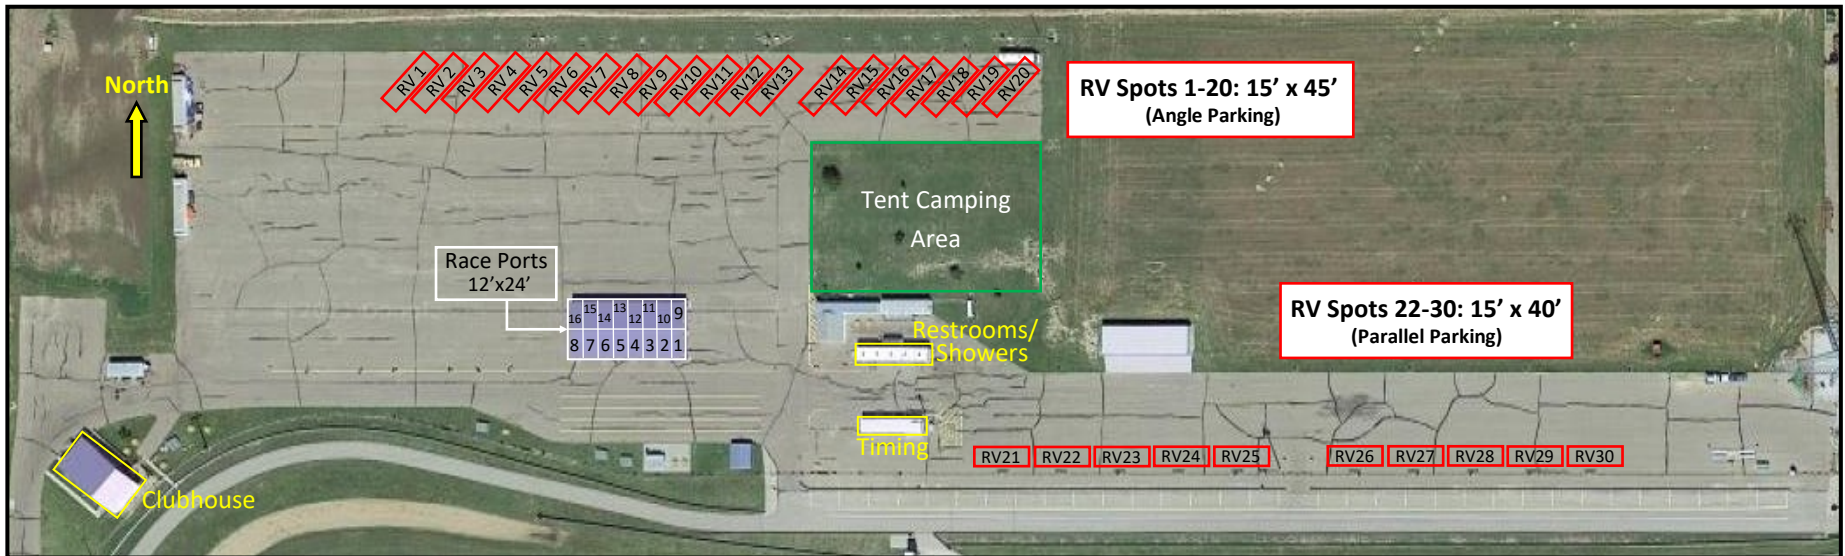 North
RV 1
RV 2
RV 3
RV 4
RV 5
RV 6
RV 7
RV 8
RV 9
RV10
RV11
RV12
RV13
RV14
RV15
RV16
RV17
RV18
RV19
RV20
RV Spots 1-20: 15’ x 45’
(Angle Parking)
Tent Camping
Area
Race Ports
12’x24’
16 15 14 13 12 11 10 9
8 7 6 5 4 3 2 1
Restrooms/
Showers
RV Spots 22-30: 15’ x 40’
(Parallel Parking)
Timing
RV21
RV22
RV23
RV24
RV25
RV26
RV27
RV28
RV29
RV30
Clubhouse